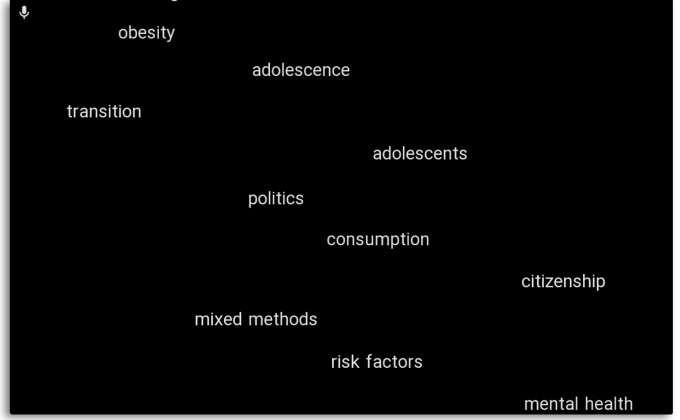 obesity
adolescence
transition
adolescents
politics
consumption
citizenship
mixed methods
risk factors
mental health